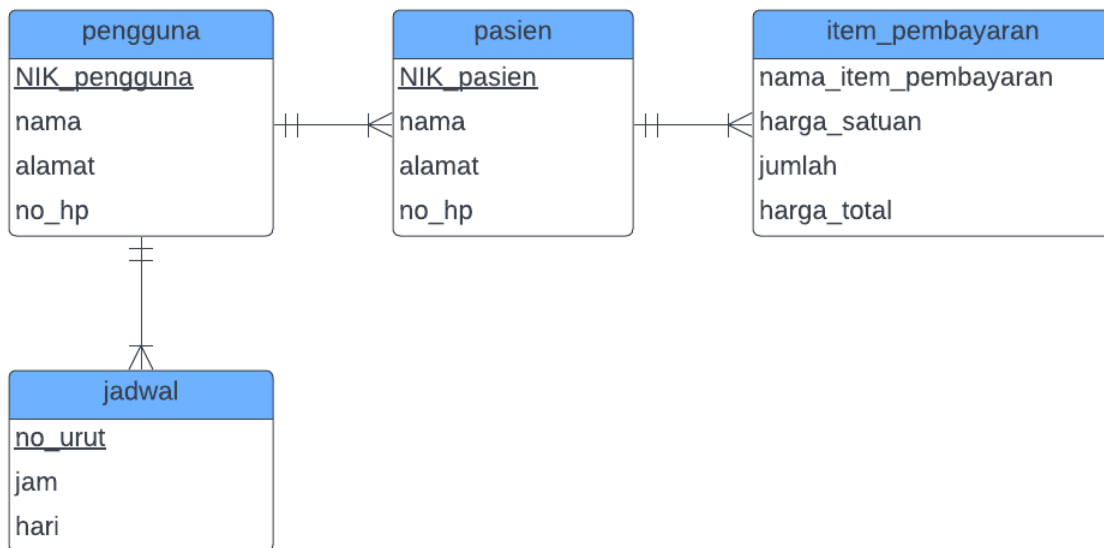 pengguna
NIK_pengguna
nama
alamat
no_hp
pasien
NIK_pasien
nama
alamat
no_hp
item_pembayaran
nama_item_pembayaran
harga_satuan
jumlah
harga_total
jadwal
no_urut
jam
hari